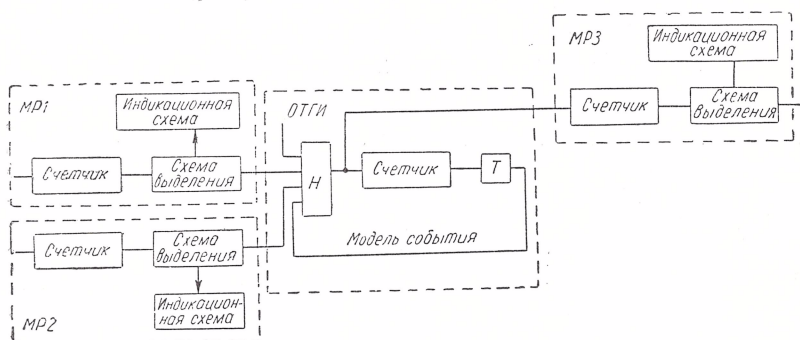 МР1
Индикационная
схема
Счетчик
Схема
выделения
МР2
Счетчик
Схема
выделения
Индикацион-
ная схема
ОТГИ
Н
Счетчик
Т
Модель события
МР3
Индикационная
схема
Счетчик
Схема
выделения